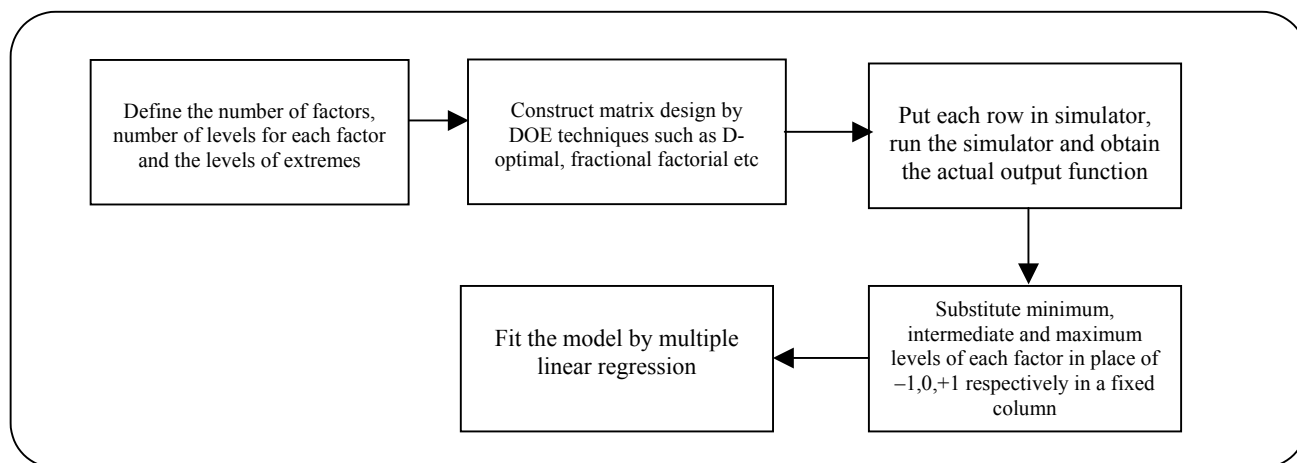 Define the number of factors,
number of levels for each factor
and the levels of extremes
Construct matrix design by
DOE techniques such as D-
optimal, fractional factorial etc
Put each row in simulator,
run the simulator and obtain
the actual output function
Substitute minimum,
intermediate and maximum
levels of each factor in place of
–1,0,+1 respectively in a fixed
column
Fit the model by multiple
linear regression